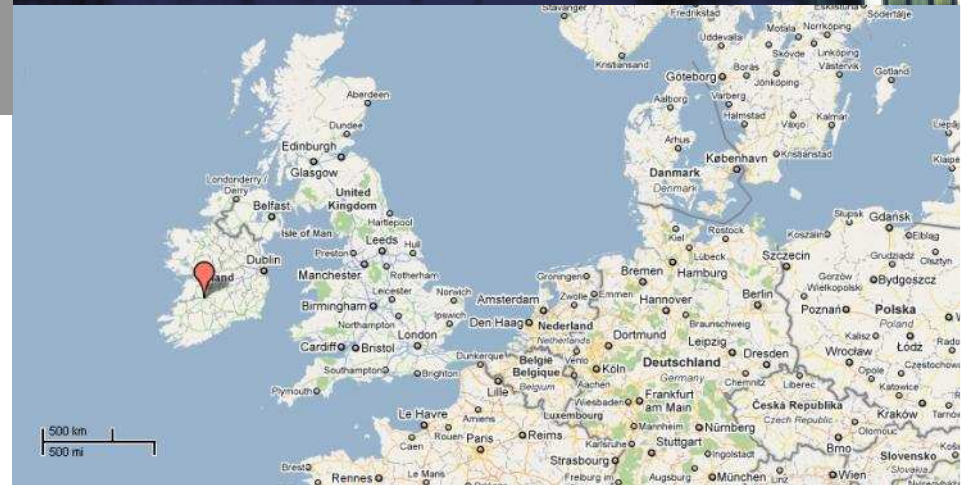 Stavanger
Fredrikstad
Södertälje
Kristiansand
Uddevalla
Motala
Norrköping
Skövde
Linköping
Göteborg
Borås
Jönköping
Västervik
Gotland
Varberg
Aalborg
Halmstad
Växjö
Kalmar
Århus
København
Kristianstad
Danmark
Denmark
Aberdeen
Dundee
Edinburgh
Glasgow
Londonderry /
Derry
Belfast
United
Kingdom
Hartlepool
Isle of Man
Leeds
Hull
Preston
Dublin
Manchester
Rotherham
Leicester
Norwich
Birmingham
Northampton
Ipswich
London
Cardiff
Bristol
Southampton
Brighton
Plymouth
Kiel
Rostock
Lübeck
Hamburg
Bremen
Groningen
Emmen
Zwolle
Amsterdam
Den Haag
Nederland
Netherlands
Hannover
Berlin
Braunschweig
Dortmund
Leipzig
Dresden
Deutschland
Germany
Köln
Aachen
Venlo
België
Belgique
Belgium
Dunkerque
Lille
Luxembourg
Wiesbaden
Frankfurt
am Main
Chemnitz
Liberec
Česká Republika
Czech Republic
Mannheim
Nürnberg
Karlsruhe
Stuttgart
Ingolstadt
Strasbourg
Freiburg im
Augsburg
München
Linz
Wien
Brno
Olomouc
Slovensko
Slovakia
Le Havre
Amiens
Rouen
Caen
Paris
Reims
Brest
Rennes
Le Mans
Orléans
Słupsk
Gdańsk
Koszalin
Elbląg
Szczecin
Grudziądz
Olsztyn
Gorzów
Wielkopolski
Bydgoszcz
Poznań
Polska
Poland
Kalisz
Łódź
Wrocław
Opole
Katowice
Kraków
500 km
500 mi